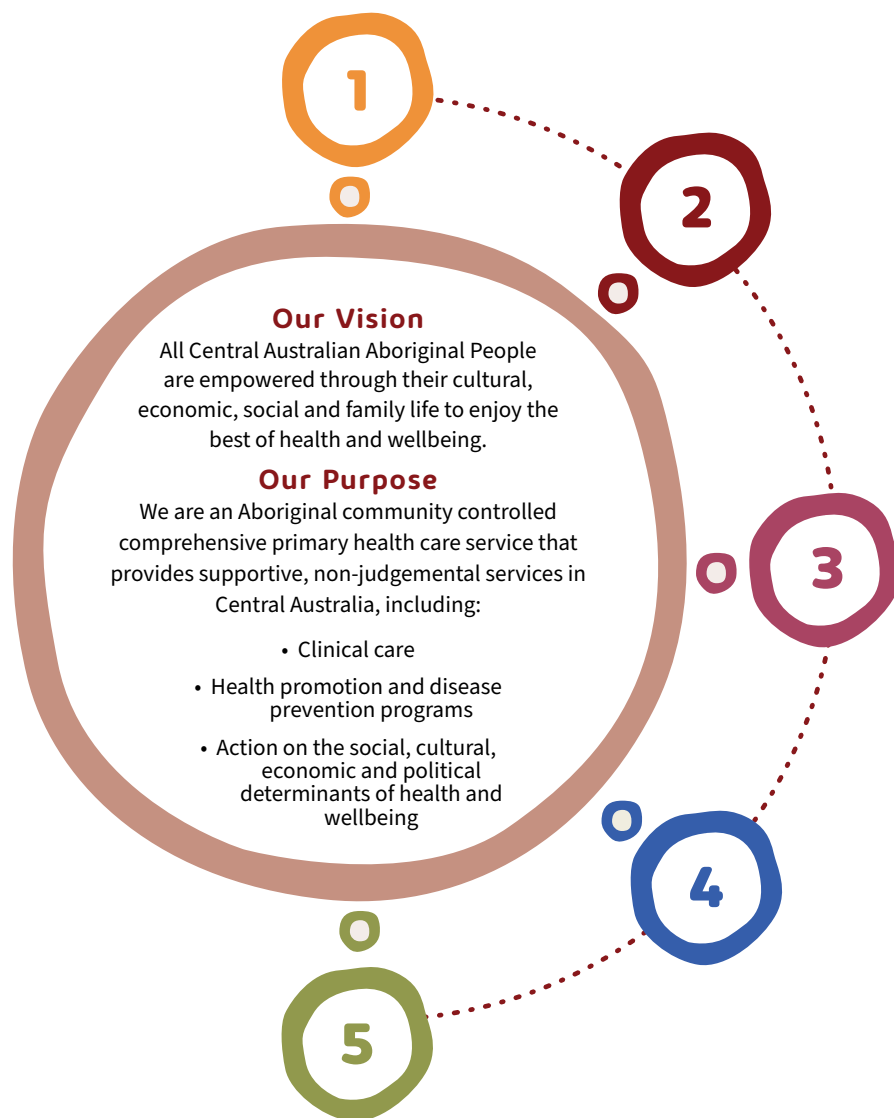 1
2
Our Vision
All Central Australian Aboriginal People
are empowered through their cultural,
economic, social and family life to enjoy the
best of health and wellbeing.
Our Purpose
We are an Aboriginal community controlled
comprehensive primary health care service that
provides supportive, non-judgemental services in
Central Australia, including:
• Clinical care
• Health promotion and disease
prevention programs
• Action on the social, cultural,
economic and political
determinants of health and
wellbeing
3
4
5